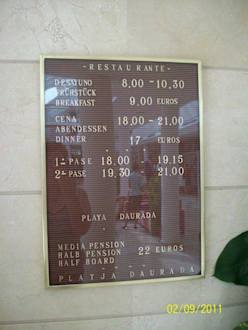 - RESTAURANTE -
DESAYUNO 8.00 - 10.30
FRÜHSTÜCK
BREAKFAST 9.00 EUROS
CENA 18.00 - 21.00
ABENDESSEN
DINNER 17 EUROS
- - - -
1er PASE 18.00 19.15
2º PASE 19.30 - 21.00
PLAYA DAURADA
- - - -
MEDIA PENSION
HALB PENSION 22 EUROS
HALF BOARD
- - - -
PLATJA DAURADA
02/09/2011